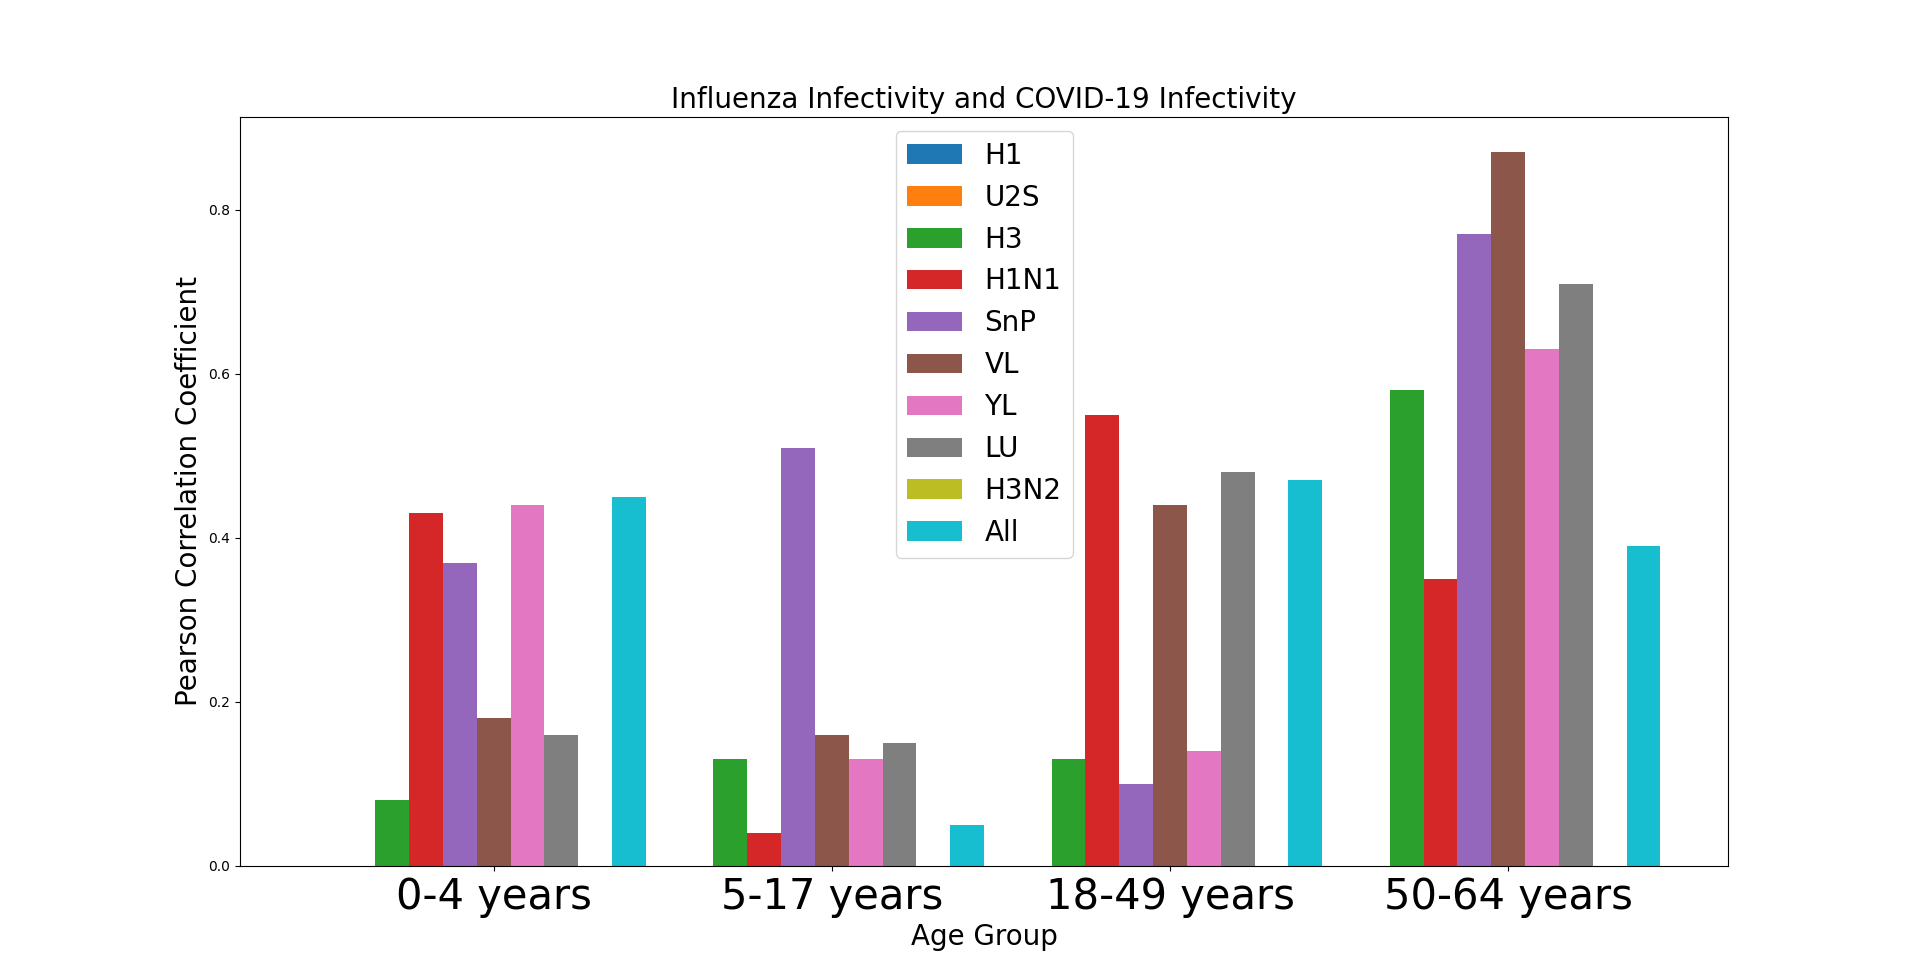 Influenza Infectivity and COVID-19 Infectivity
Pearson Correlation Coefficient
0.8
0.6
0.4
0.2
0.0
H1
U2S
H3
H1N1
SnP
VL
YL
LU
H3N2
All
0-4 years
5-17 years
18-49 years
50-64 years
Age Group